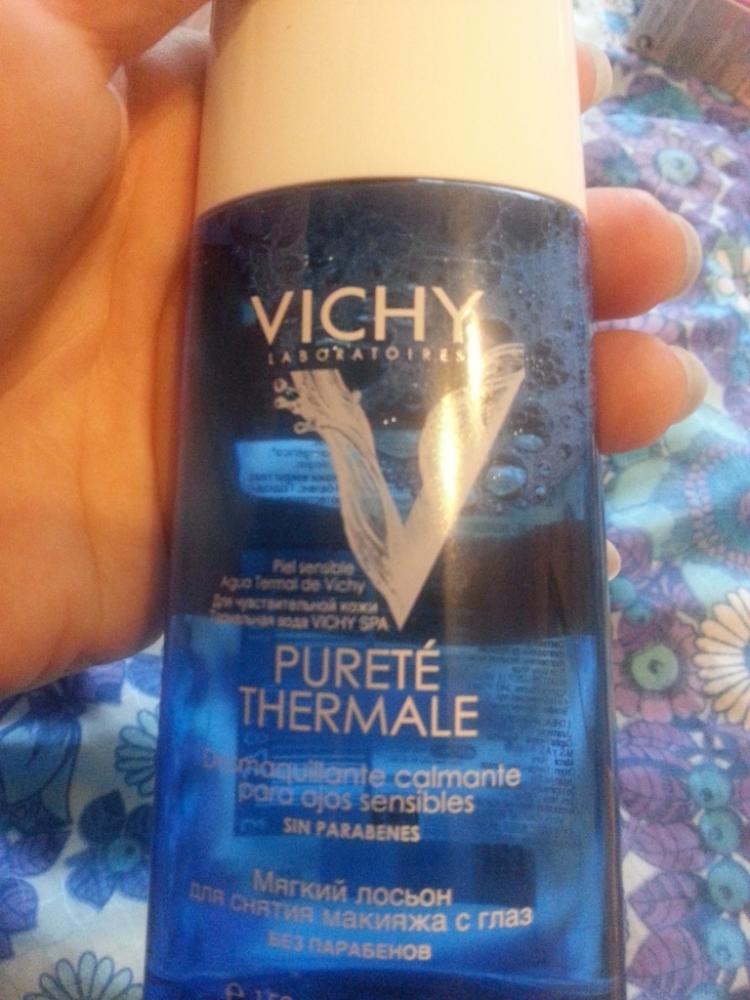 VICHY
LABORATOIRES
Piel sensible
Agua Termal de Vichy
Для чувствительной кожи
Термальная вода VICHY SPA
PURETÉ
THERMALE
Desmaquillante calmante
para ojos sensibles
SIN PARABENES
Мягкий лосьон
для снятия макияжа с глаз
БЕЗ ПАРАБЕНОВ